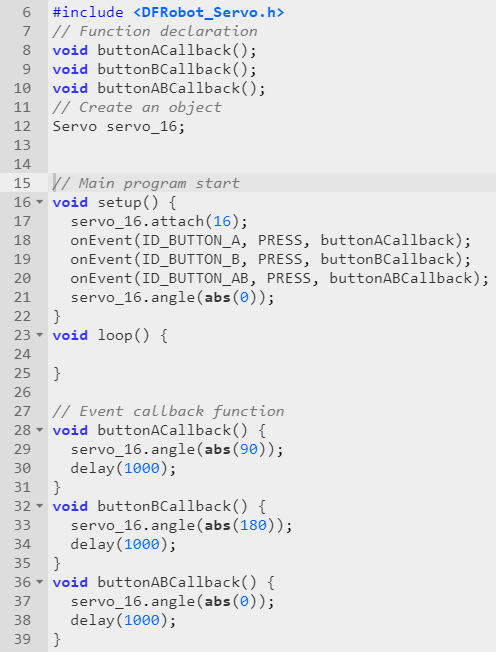 6 #include <DFRobot_Servo.h>
7 // Function declaration
8 void buttonACallback();
9 void buttonBCallback();
10 void buttonABCallback();
11 // Create an object
12 Servo servo_16;
13
14
15 // Main program start
16 void setup() {
17   servo_16.attach(16);
18   onEvent(ID_BUTTON_A, PRESS, buttonACallback);
19   onEvent(ID_BUTTON_B, PRESS, buttonBCallback);
20   onEvent(ID_BUTTON_AB, PRESS, buttonABCallback);
21   servo_16.angle(abs(0));
22 }
23 void loop() {
24
25 }
26
27 // Event callback function
28 void buttonACallback() {
29   servo_16.angle(abs(90));
30   delay(1000);
31 }
32 void buttonBCallback() {
33   servo_16.angle(abs(180));
34   delay(1000);
35 }
36 void buttonABCallback() {
37   servo_16.angle(abs(0));
38   delay(1000);
39 }